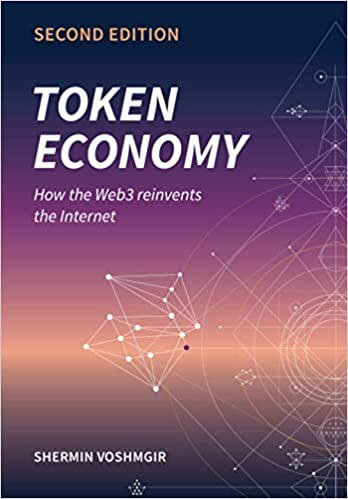 SECOND EDITION
TOKEN
ECONOMY
How the Web3 reinvents
the Internet
SHERMIN VOSHMGIR